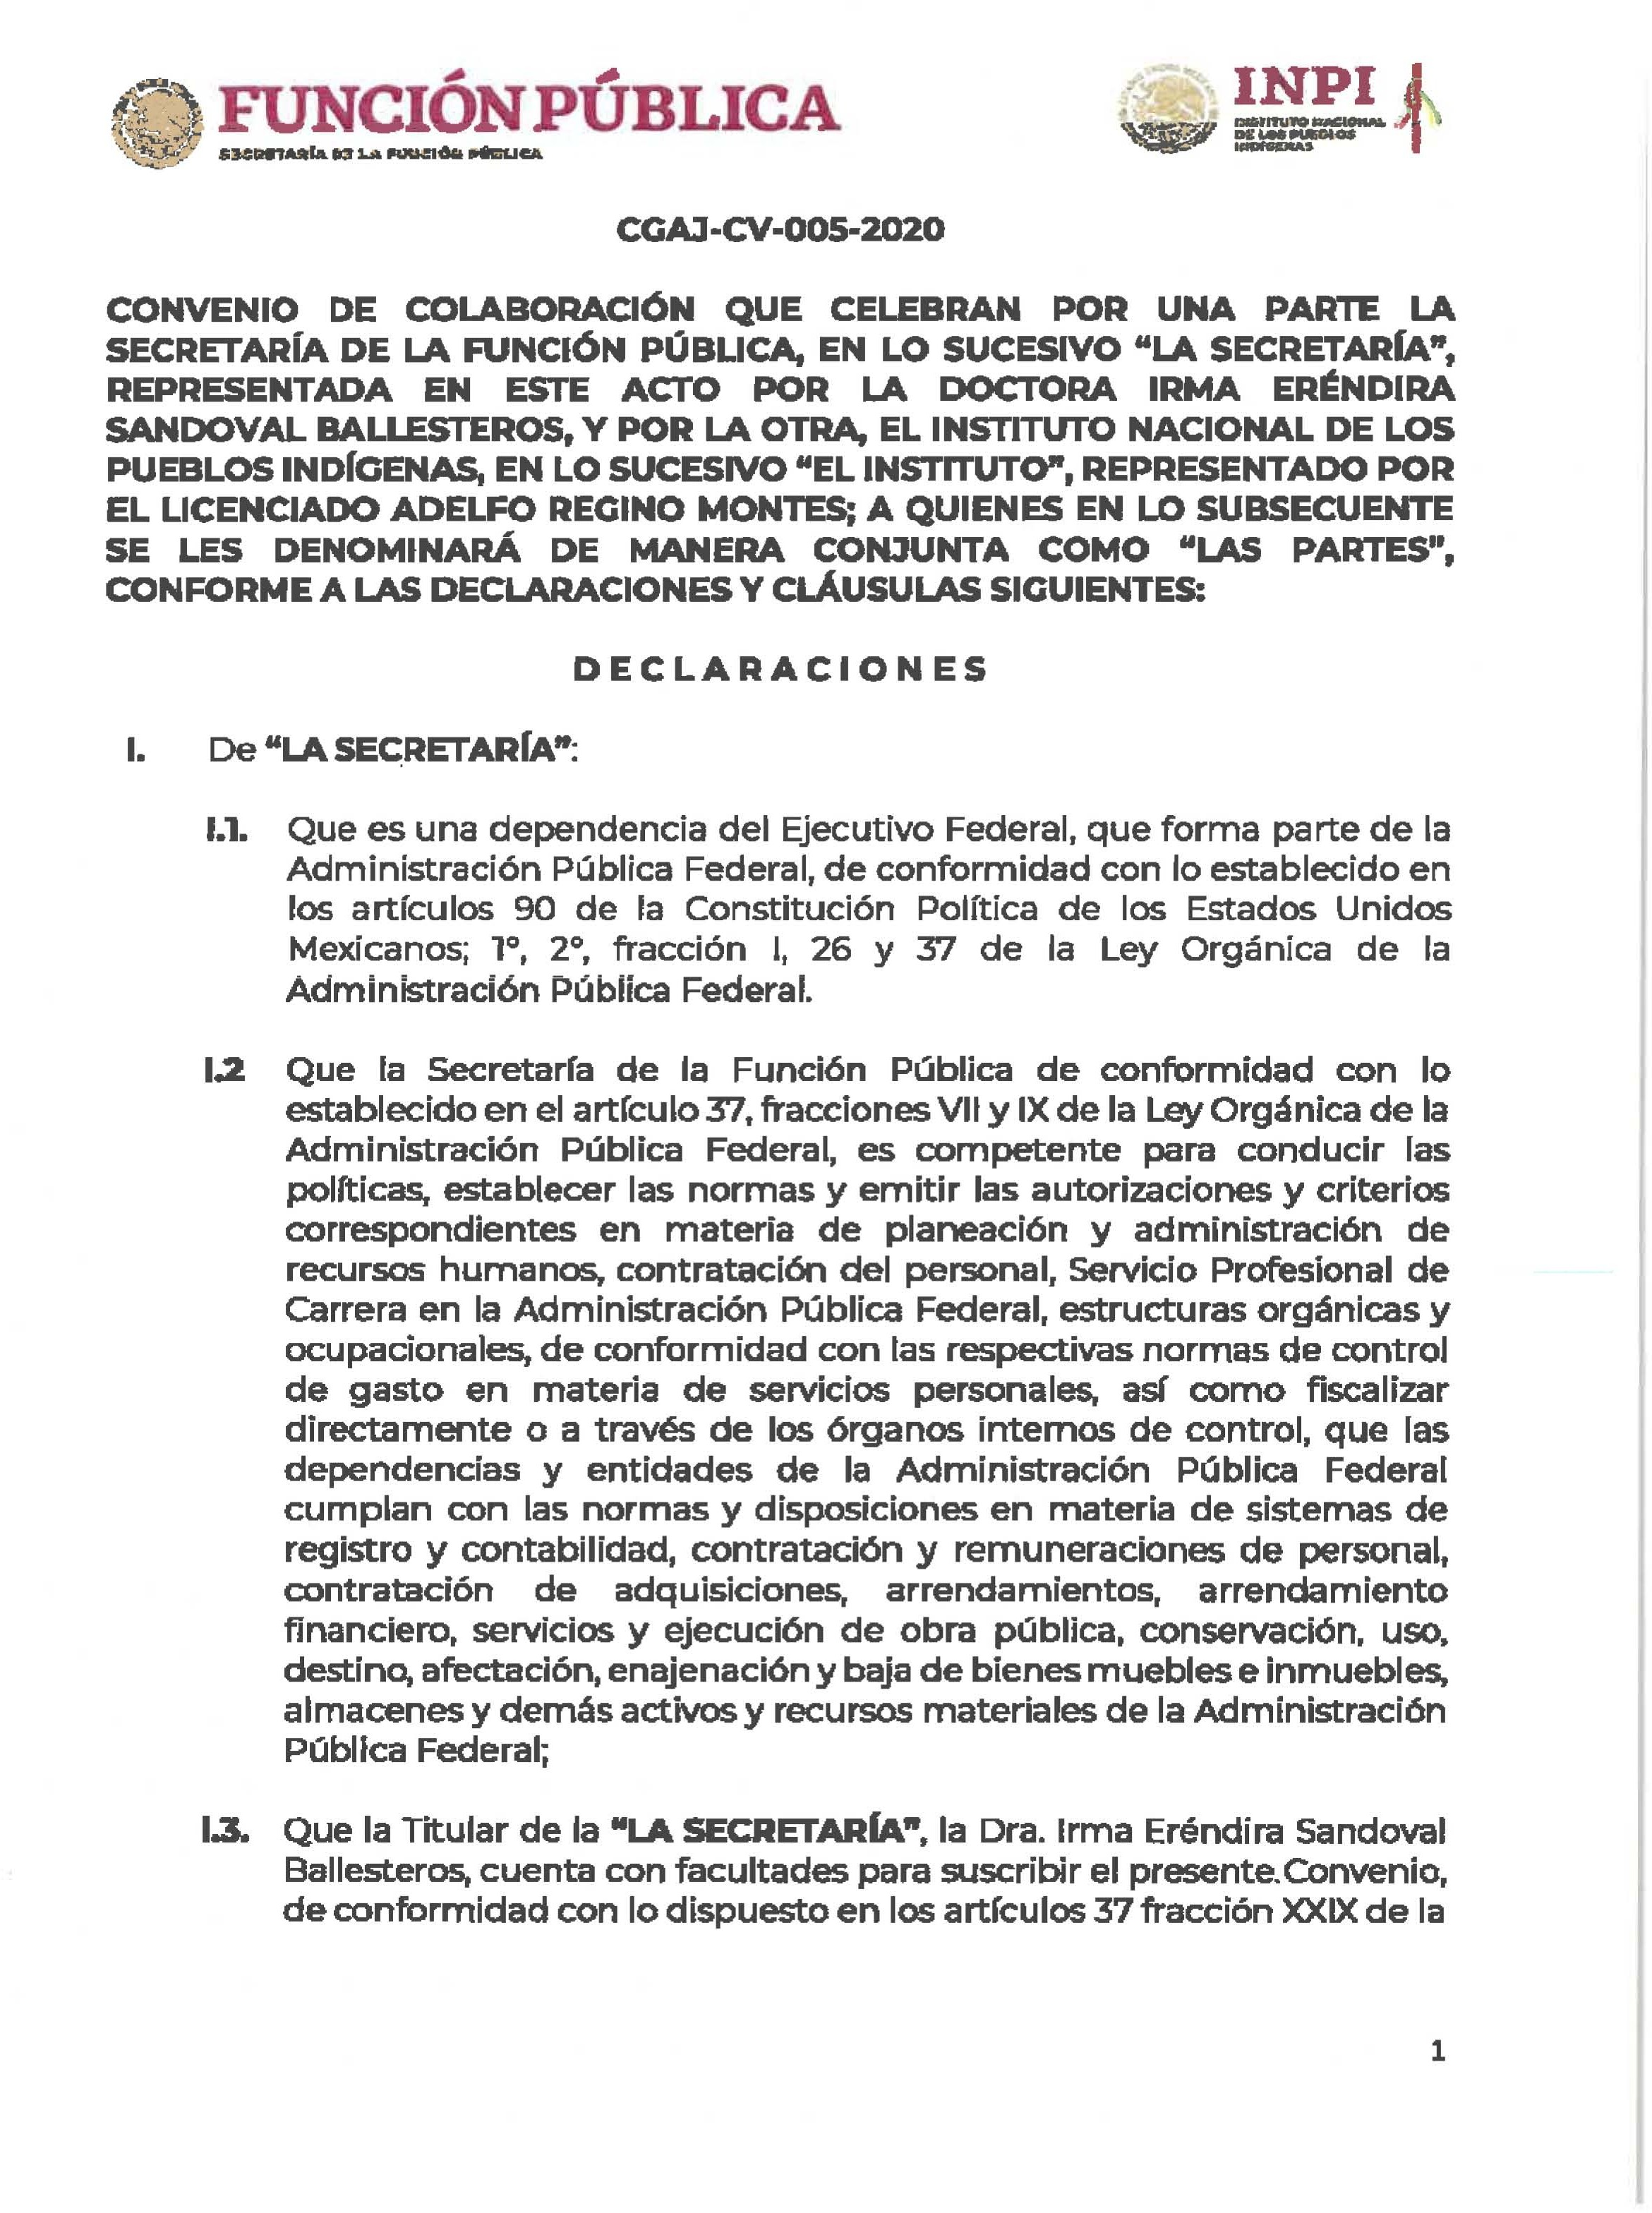 FUNCIÓN PÚBLICA
SECRETARÍA DE LA FUNCIÓN PÚBLICA
INPI
INSTITUTO NACIONAL
DE LOS PUEBLOS
INDÍGENAS
CGAJ-CV-005-2020
CONVENIO DE COLABORACIÓN QUE CELEBRAN POR UNA PARTE LA
SECRETARÍA DE LA FUNCIÓN PÚBLICA, EN LO SUCESIVO “LA SECRETARÍA”,
REPRESENTADA EN ESTE ACTO POR LA DOCTORA IRMA ERÉNDIRA
SANDOVAL BALLESTEROS, Y POR LA OTRA, EL INSTITUTO NACIONAL DE LOS
PUEBLOS INDÍGENAS, EN LO SUCESIVO “EL INSTITUTO”, REPRESENTADO POR
EL LICENCIADO ADELFO REGINO MONTES; A QUIENES EN LO SUBSECUENTE
SE LES DENOMINARÁ DE MANERA CONJUNTA COMO “LAS PARTES”,
CONFORME A LAS DECLARACIONES Y CLÁUSULAS SIGUIENTES:
DECLARACIONES
I. De “LA SECRETARÍA”:
I.1. Que es una dependencia del Ejecutivo Federal, que forma parte de la
Administración Pública Federal, de conformidad con lo establecido en
los artículos 90 de la Constitución Política de los Estados Unidos
Mexicanos; 1°, 2°, fracción I, 26 y 37 de la Ley Orgánica de la
Administración Pública Federal.
I.2 Que la Secretaría de la Función Pública de conformidad con lo
establecido en el artículo 37, fracciones VII y IX de la Ley Orgánica de la
Administración Pública Federal, es competente para conducir las
políticas, establecer las normas y emitir las autorizaciones y criterios
correspondientes en materia de planeación y administración de
recursos humanos, contratación del personal, Servicio Profesional de
Carrera en la Administración Pública Federal, estructuras orgánicas y
ocupacionales, de conformidad con las respectivas normas de control
de gasto en materia de servicios personales, así como fiscalizar
directamente o a través de los órganos internos de control, que las
dependencias y entidades de la Administración Pública Federal
cumplan con las normas y disposiciones en materia de sistemas de
registro y contabilidad, contratación y remuneraciones de personal,
contratación de adquisiciones, arrendamientos, arrendamiento
financiero, servicios y ejecución de obra pública, conservación, uso,
destino, afectación, enajenación y baja de bienes muebles e inmuebles,
almacenes y demás activos y recursos materiales de la Administración
Pública Federal;
I.3. Que la Titular de la “LA SECRETARÍA”, la Dra. Irma Eréndira Sandoval
Ballesteros, cuenta con facultades para suscribir el presente Convenio,
de conformidad con lo dispuesto en los artículos 37 fracción XXIX de la
1